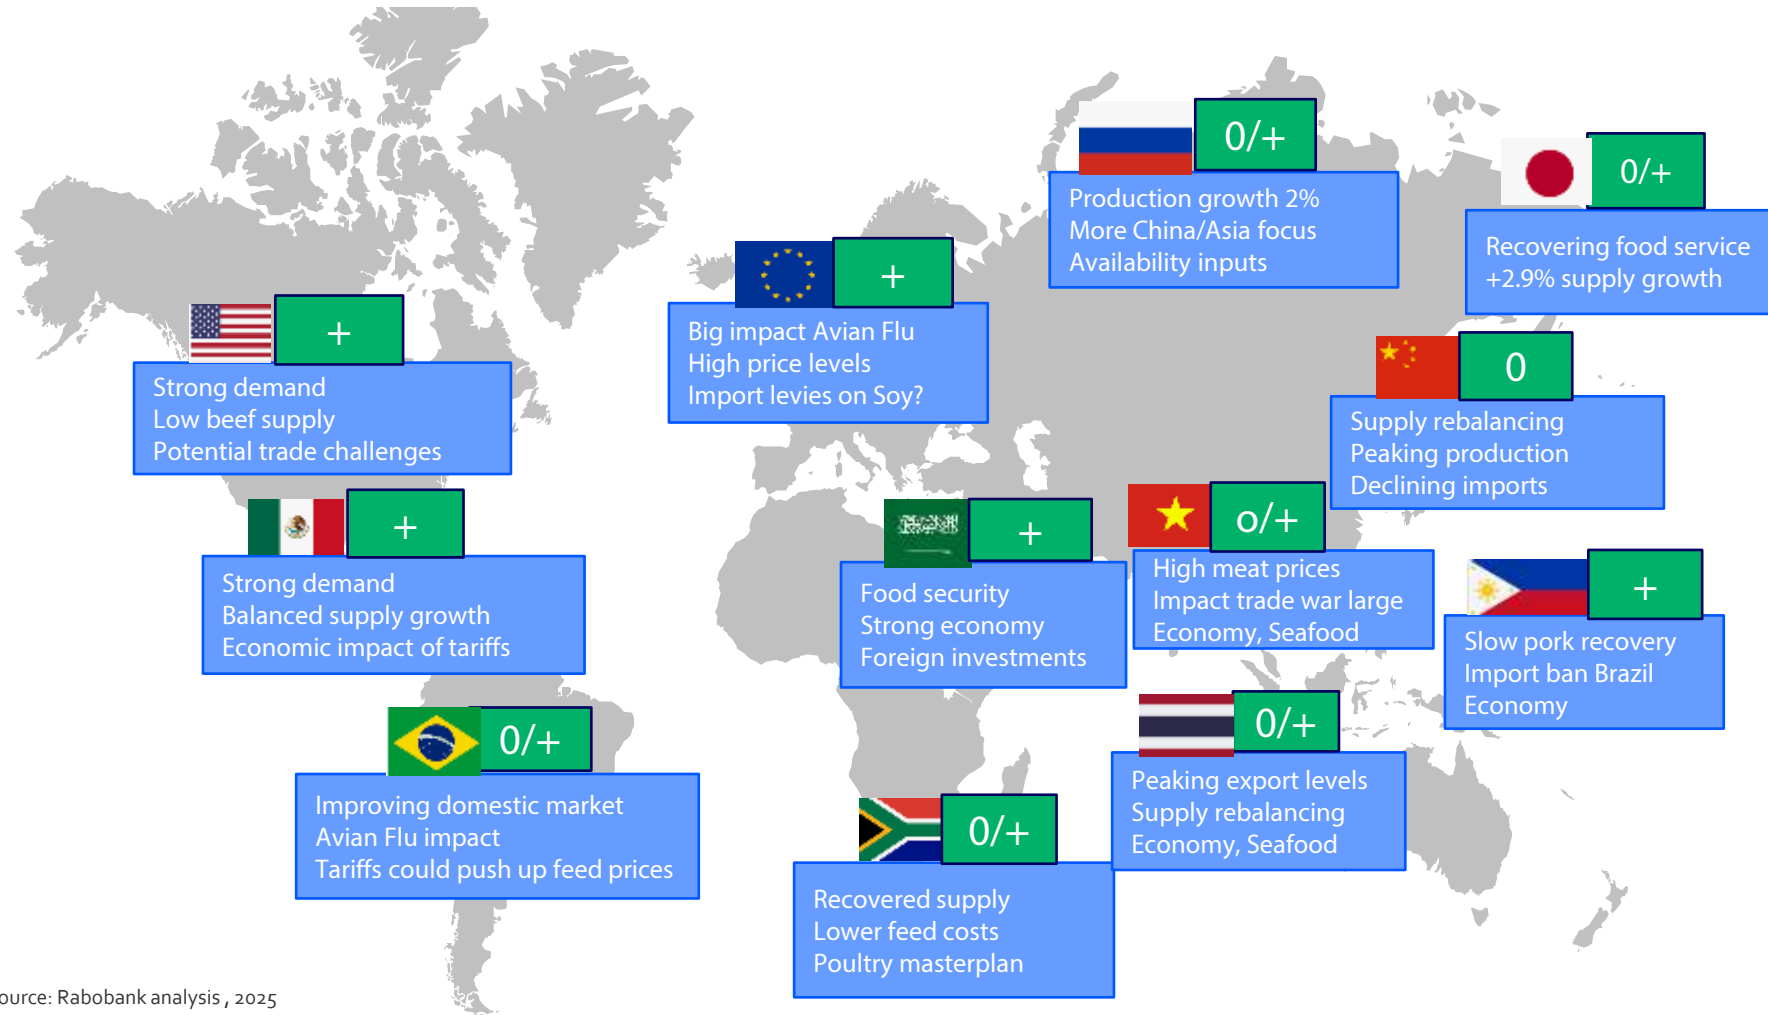 +
Strong demand
Low beef supply
Potential trade challenges
+
Strong demand
Balanced supply growth
Economic impact of tariffs
0/+
Improving domestic market
Avian Flu impact
Tariffs could push up feed prices
+
Big impact Avian Flu
High price levels
Import levies on Soy?
+
Food security
Strong economy
Foreign investments
0/+
Recovered supply
Lower feed costs
Poultry masterplan
0/+
Production growth 2%
More China/Asia focus
Availability inputs
0/+
Recovering food service
+2.9% supply growth
0
Supply rebalancing
Peaking production
Declining imports
o/+
High meat prices
Impact trade war large
Economy, Seafood
+
Slow pork recovery
Import ban Brazil
Economy
0/+
Peaking export levels
Supply rebalancing
Economy, Seafood
ource: Rabobank analysis , 2025